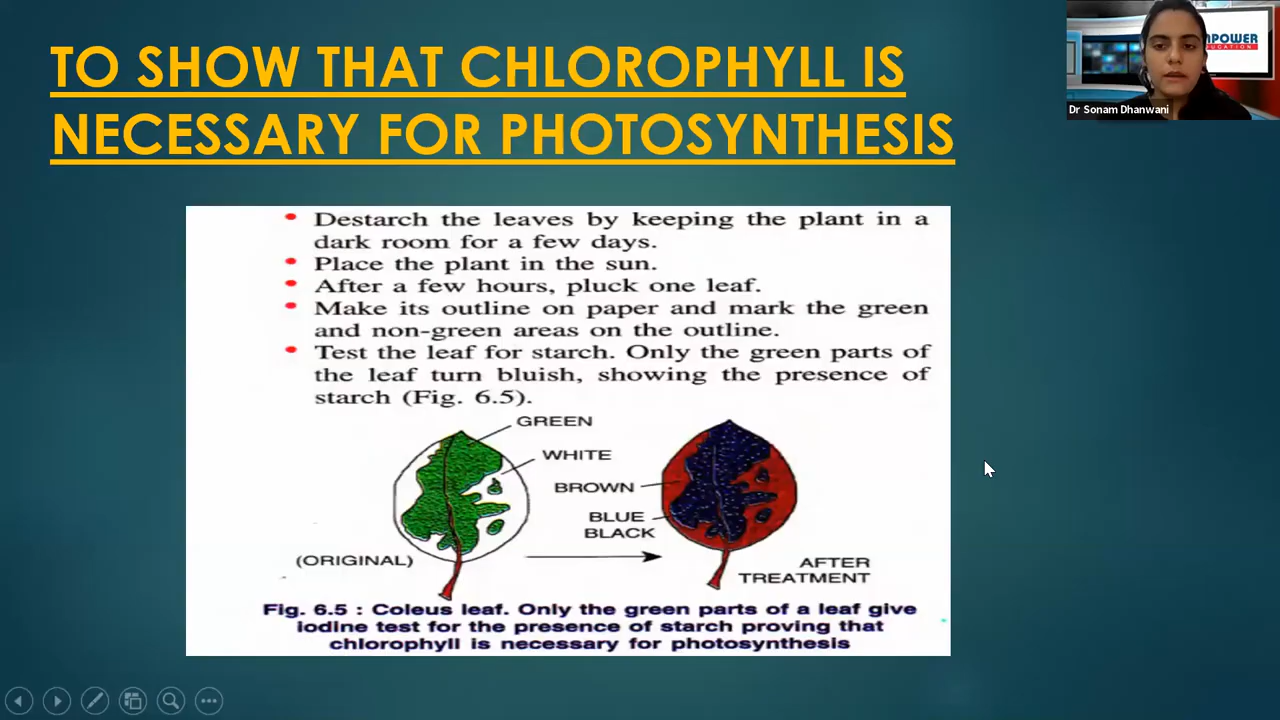 TO SHOW THAT CHLOROPHYLL IS
NECESSARY FOR PHOTOSYNTHESIS
Dr Sonam Dhanwani
• Destarch the leaves by keeping the plant in a
dark room for a few days.
• Place the plant in the sun.
• After a few hours, pluck one leaf.
• Make its outline on paper and mark the green
and non-green areas on the outline.
• Test the leaf for starch. Only the green parts of
the leaf turn bluish, showing the presence of
starch (Fig. 6.5).
GREEN
WHITE
BROWN
BLUE
BLACK
(ORIGINAL)
AFTER
TREATMENT
Fig. 6.5 : Coleus leaf. Only the green parts of a leaf give
iodine test for the presence of starch proving that
chlorophyll is necessary for photosynthesis